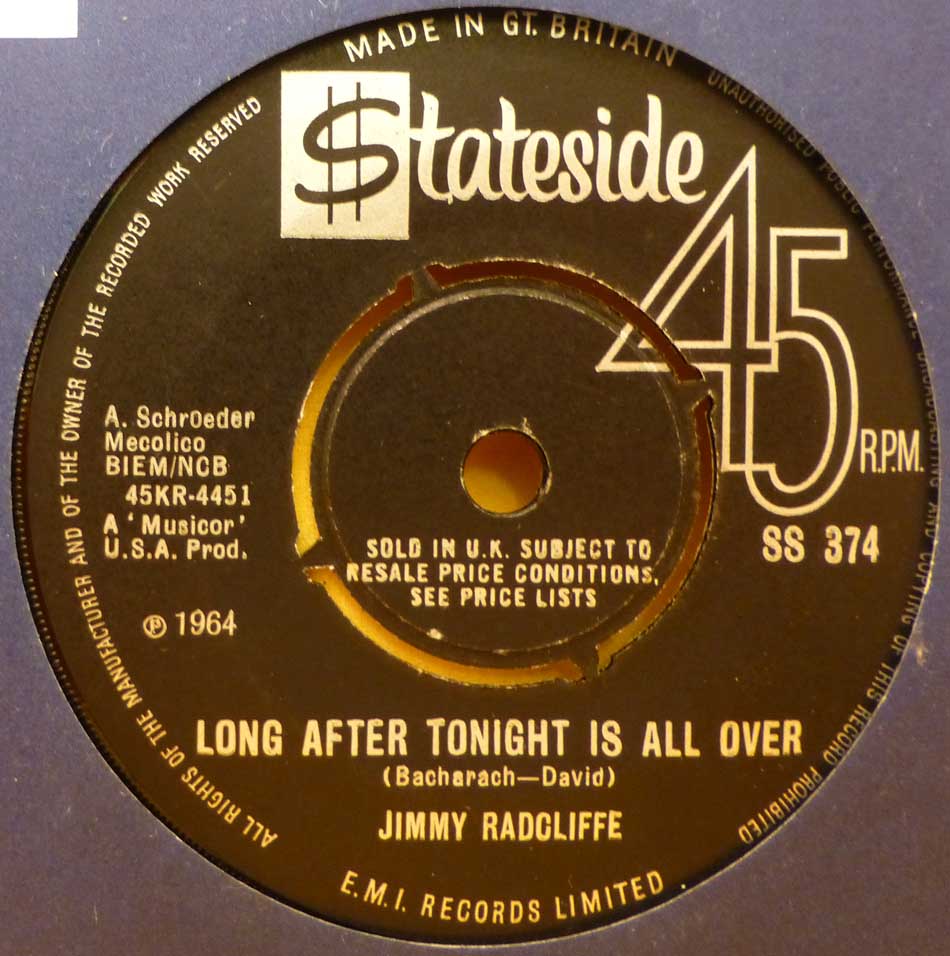 MADE IN GT. BRITAIN
UNAUTHORISED PUBLIC PERFORMANCE BROADCASTING AND COPYING OF THIS RECORD PROHIBITED
ALL RIGHTS OF THE MANUFACTURER AND OF THE OWNER OF THE RECORDED WORK RESERVED
$tateside
45
R.P.M.
A. Schroeder
Mecolico
BIEM/NCB
45KR-4451
A 'Musicor'
U.S.A. Prod.
SS 374
SOLD IN U.K. SUBJECT TO
RESALE PRICE CONDITIONS,
SEE PRICE LISTS
℗ 1964
LONG AFTER TONIGHT IS ALL OVER
(Bacharach—David)
JIMMY RADCLIFFE
E.M.I. RECORDS LIMITED